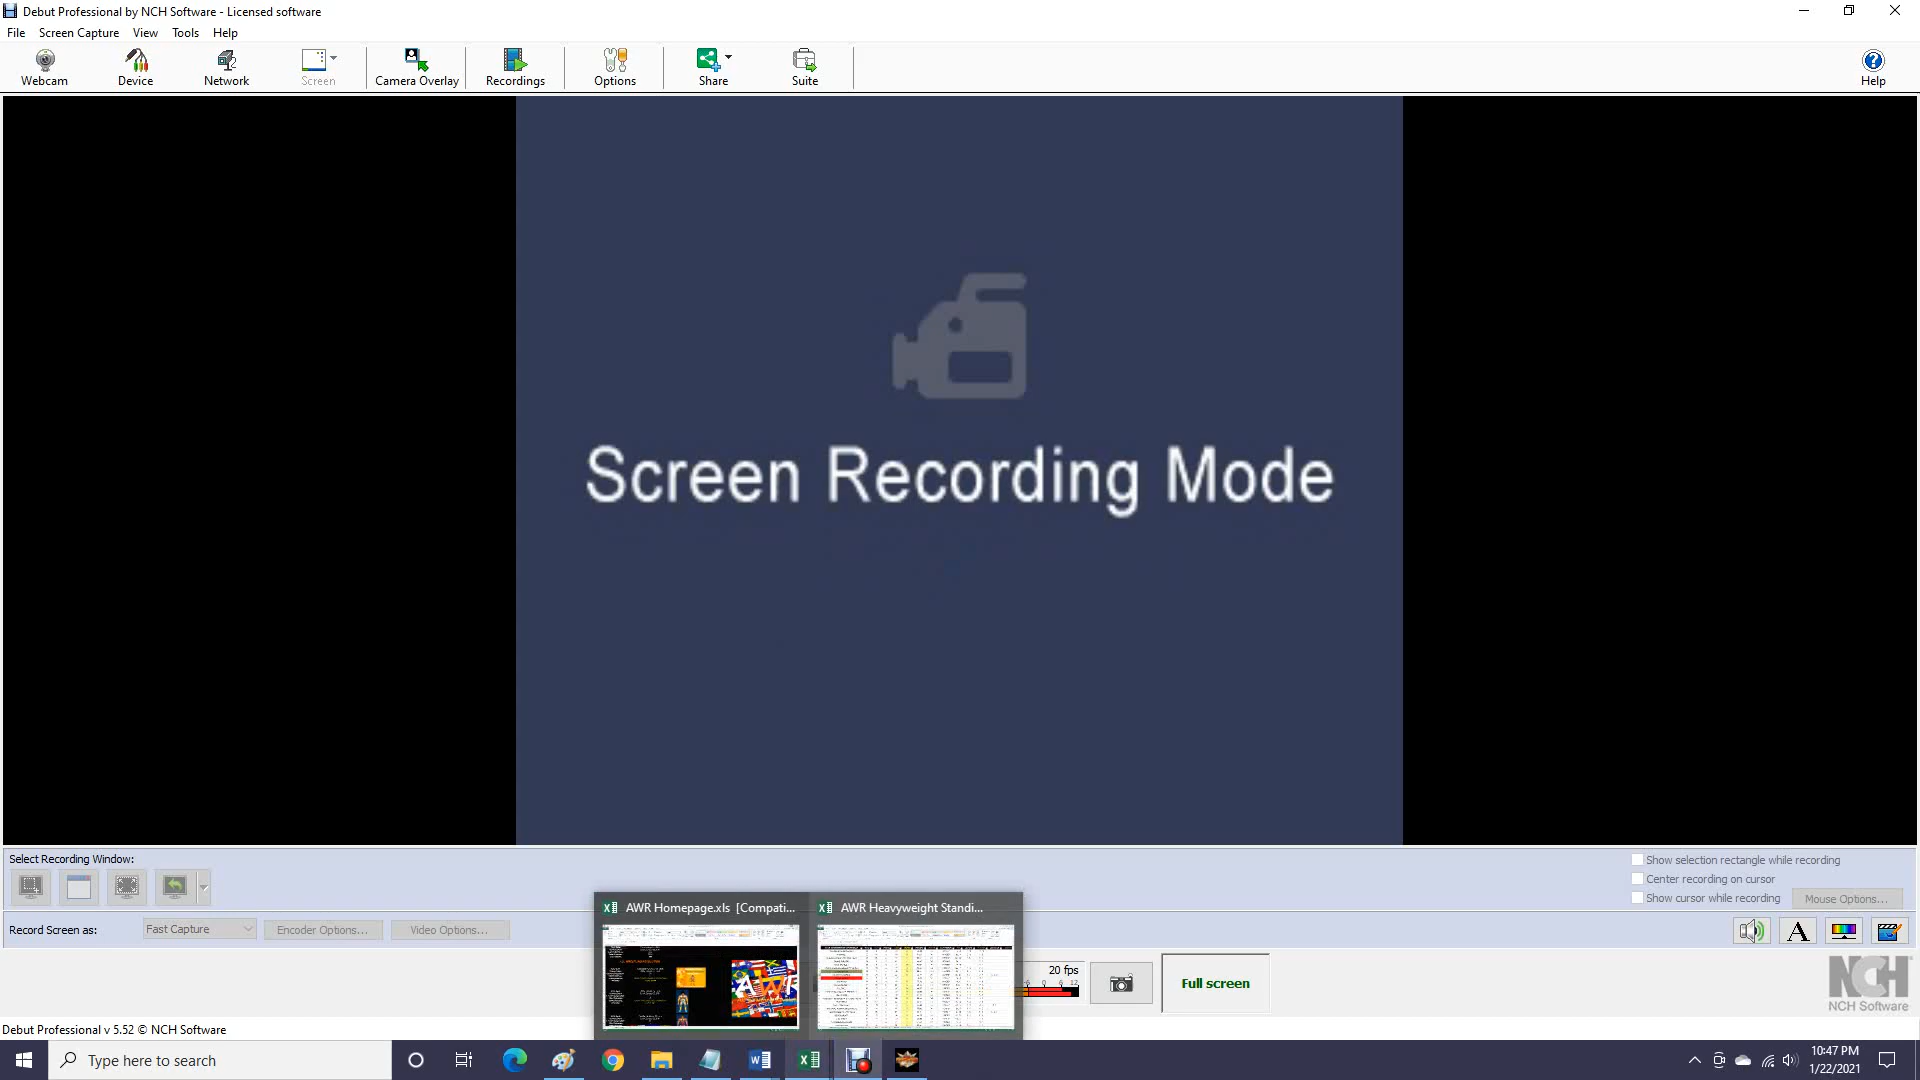 Debut Professional by NCH Software - Licensed software
File Screen Capture View Tools Help
Webcam Device Network Screen Camera Overlay Recordings Options Share Suite Help
Screen Recording Mode
Select Recording Window:
Show selection rectangle while recording
Center recording on cursor
Show cursor while recording Mouse Options...
Record Screen as: Fast Capture Encoder Options... Video Options...
AWR Homepage.xls [Compati... AWR Heavyweight Standi...
20 fps
0 6 12
Full screen
NCH
NCH Software
Debut Professional v 5.52 © NCH Software
Type here to search
10:47 PM
1/22/2021